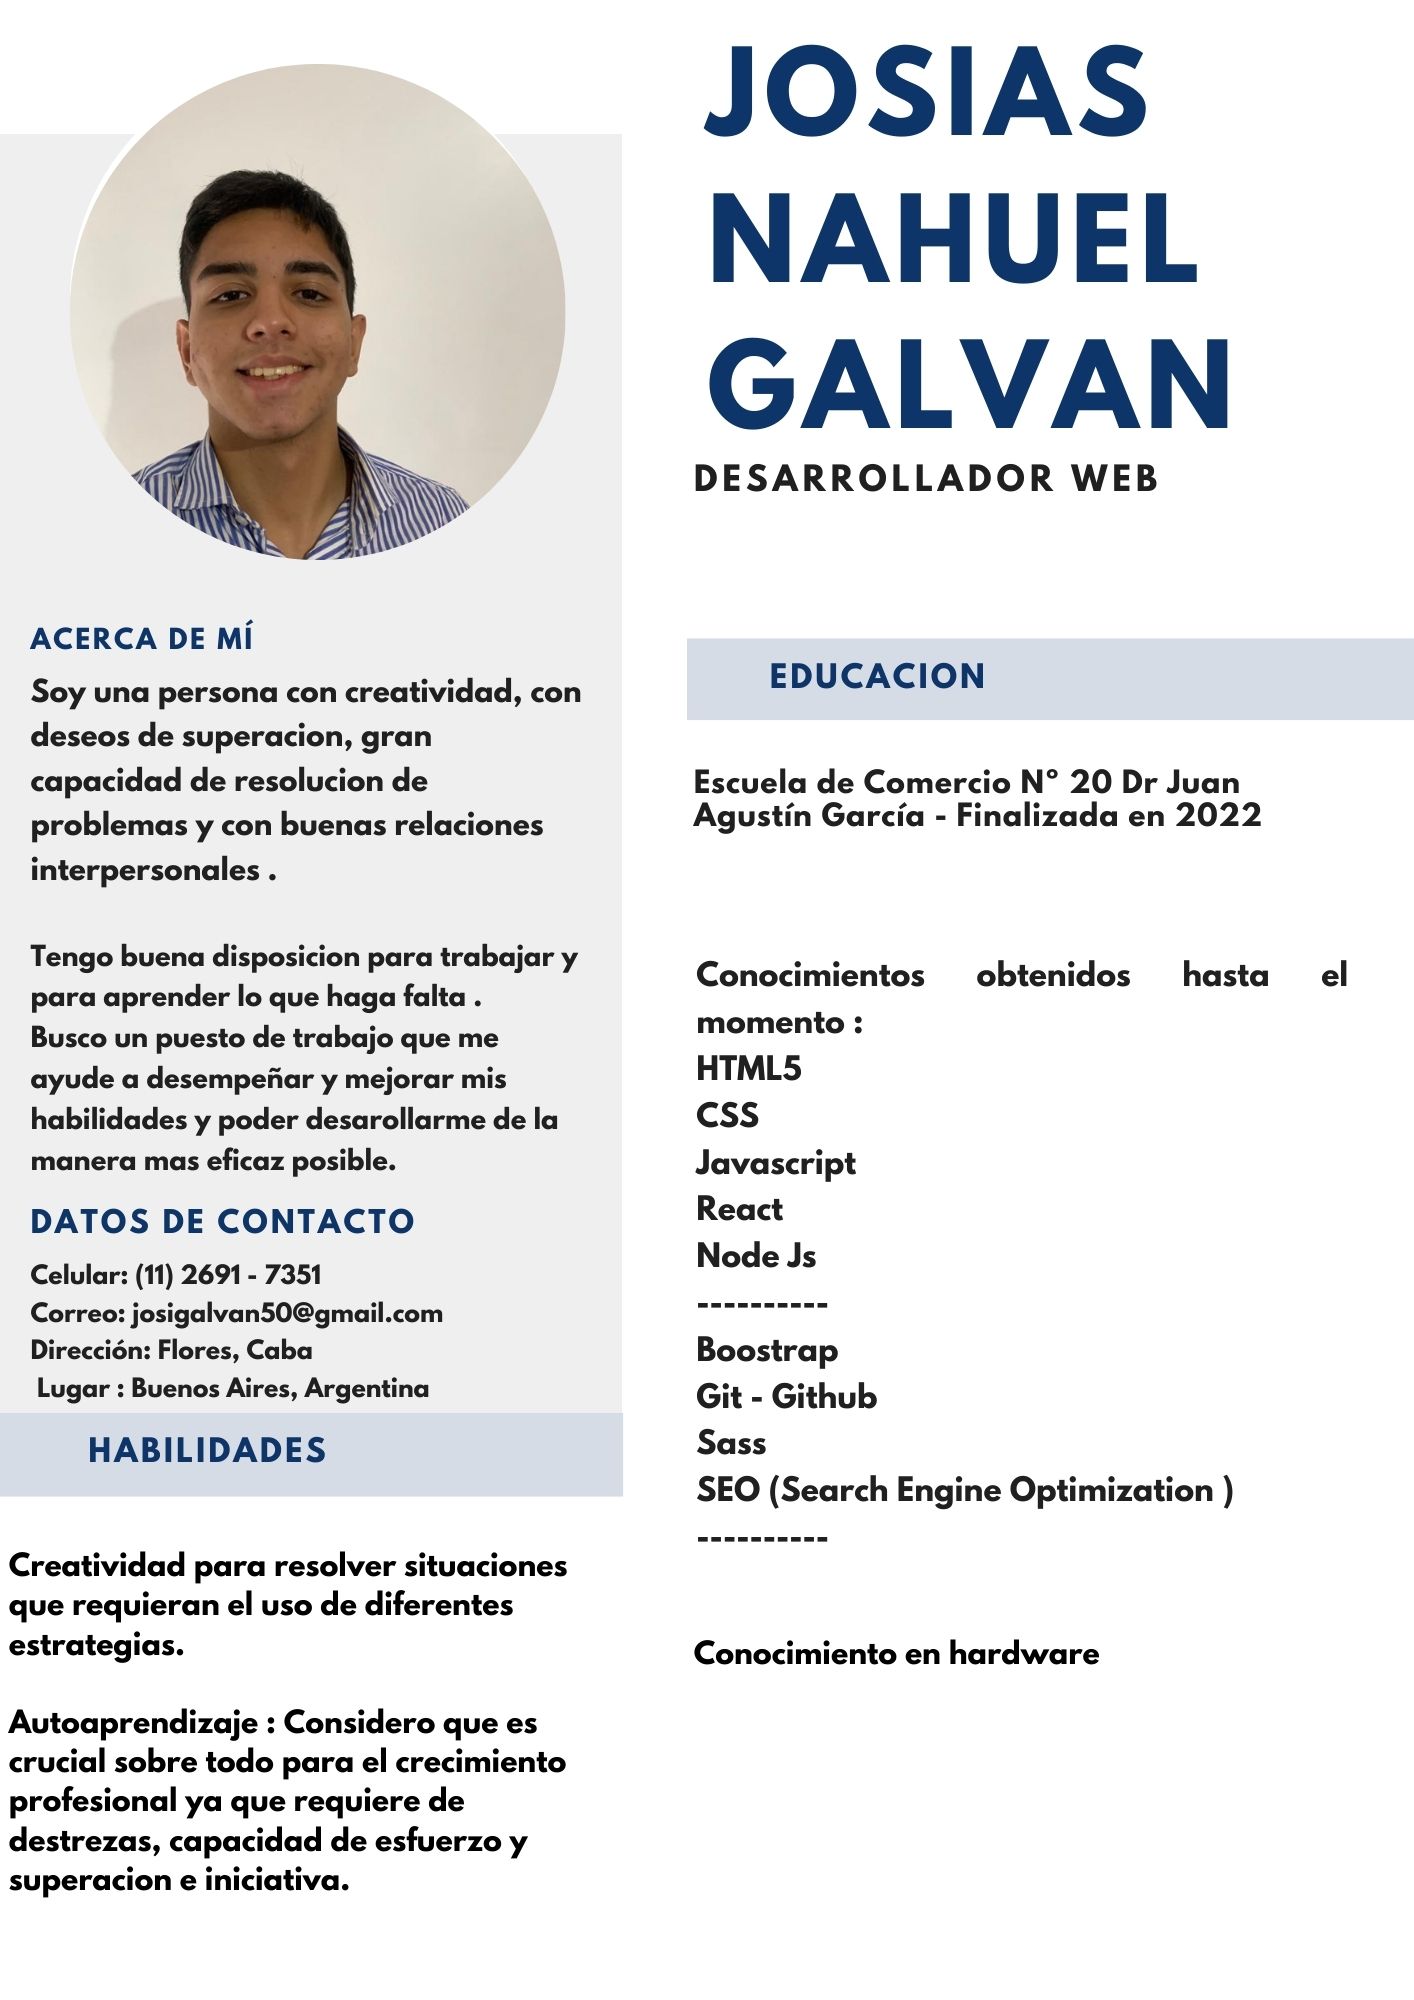 JOSIAS
NAHUEL
GALVAN
DESARROLLADOR WEB
ACERCA DE MÍ
Soy una persona con creatividad, con
deseos de superacion, gran
capacidad de resolucion de
problemas y con buenas relaciones
interpersonales .
Tengo buena disposicion para trabajar y
para aprender lo que haga falta .
Busco un puesto de trabajo que me
ayude a desempeñar y mejorar mis
habilidades y poder desarollarme de la
manera mas eficaz posible.
DATOS DE CONTACTO
Celular: (11) 2691 - 7351
Correo: josigalvan50@gmail.com
Dirección: Flores, Caba
Lugar : Buenos Aires, Argentina
HABILIDADES
Creatividad para resolver situaciones
que requieran el uso de diferentes
estrategias.
Autoaprendizaje : Considero que es
crucial sobre todo para el crecimiento
profesional ya que requiere de
destrezas, capacidad de esfuerzo y
superacion e iniciativa.
EDUCACION
Escuela de Comercio Nº 20 Dr Juan
Agustín García - Finalizada en 2022
Conocimientos obtenidos hasta el
momento :
HTML5
CSS
Javascript
React
Node Js
----------
Boostrap
Git - Github
Sass
SEO (Search Engine Optimization )
----------
Conocimiento en hardware